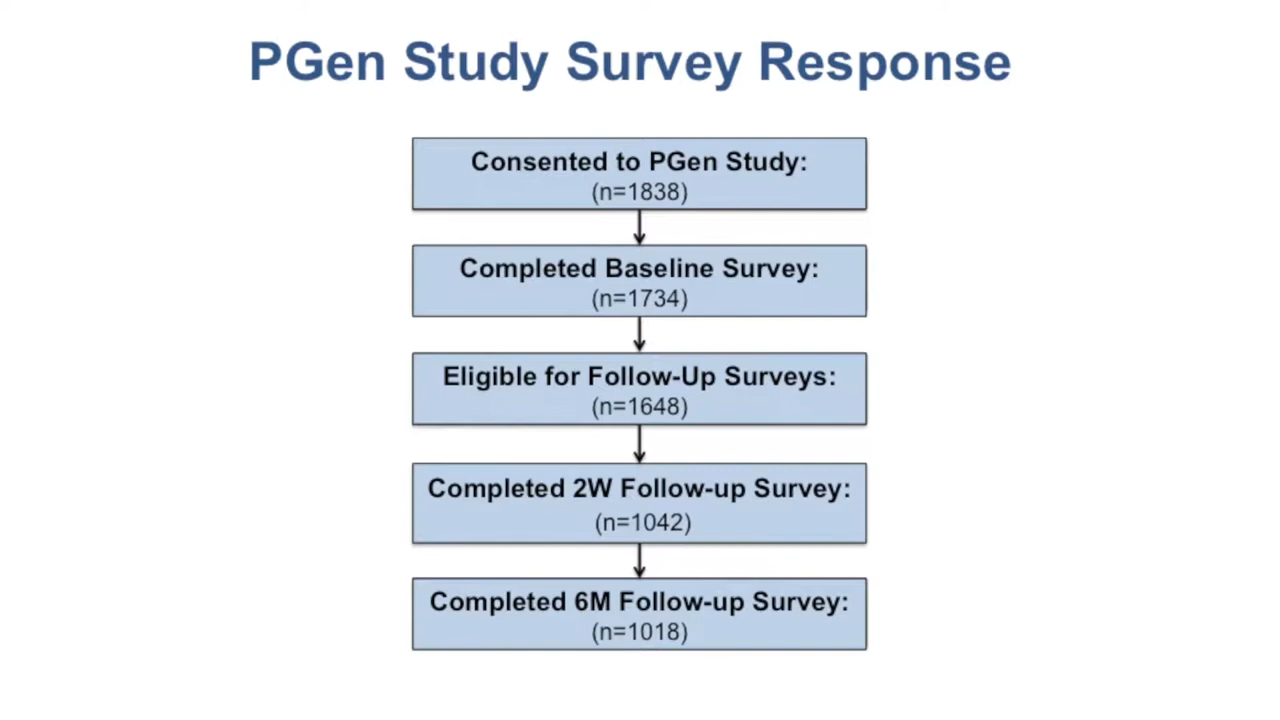 PGen Study Survey Response
Consented to PGen Study:
(n=1838)
Completed Baseline Survey:
(n=1734)
Eligible for Follow-Up Surveys:
(n=1648)
Completed 2W Follow-up Survey:
(n=1042)
Completed 6M Follow-up Survey:
(n=1018)